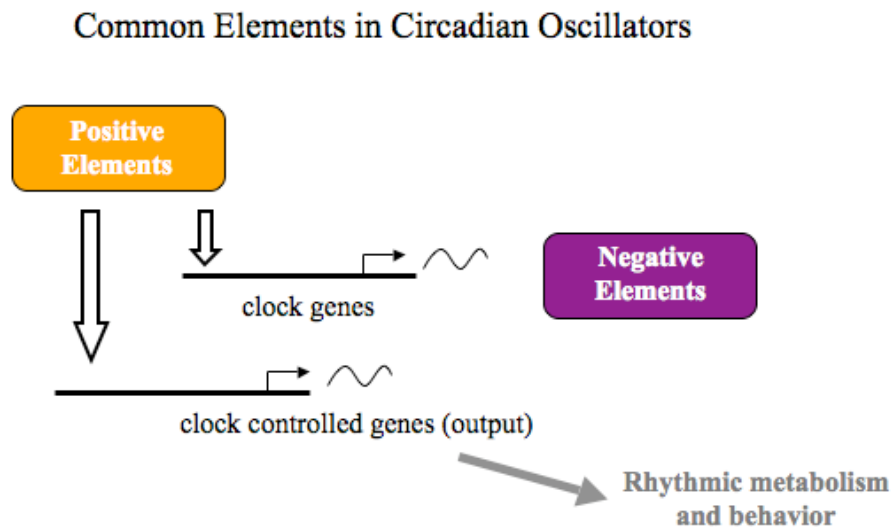 Common Elements in Circadian Oscillators
Positive
Elements
Negative
Elements
clock genes
clock controlled genes (output)
Rhythmic metabolism
and behavior